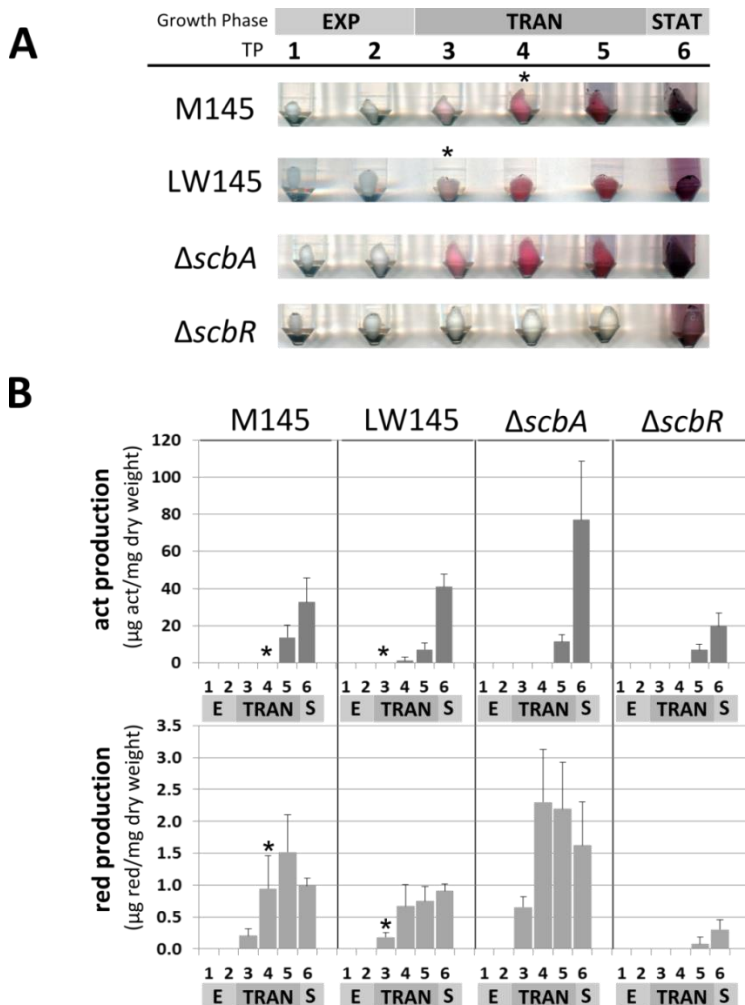 A
Growth Phase EXP TRAN STAT
TP 1 2 3 4 5 6
*
M145
*
LW145
ΔscbA
ΔscbR
B
M145 LW145 ΔscbA ΔscbR
act production
(µg act/mg dry weight)
120
100
80
60
40
20
0
* *
1 2 3 4 5 6 1 2 3 4 5 6 1 2 3 4 5 6 1 2 3 4 5 6
E TRAN S E TRAN S E TRAN S E TRAN S
red production
(µg red/mg dry weight)
3.5
3.0
2.5
2.0
1.5
1.0
0.5
0.0
* *
1 2 3 4 5 6 1 2 3 4 5 6 1 2 3 4 5 6 1 2 3 4 5 6
E TRAN S E TRAN S E TRAN S E TRAN S